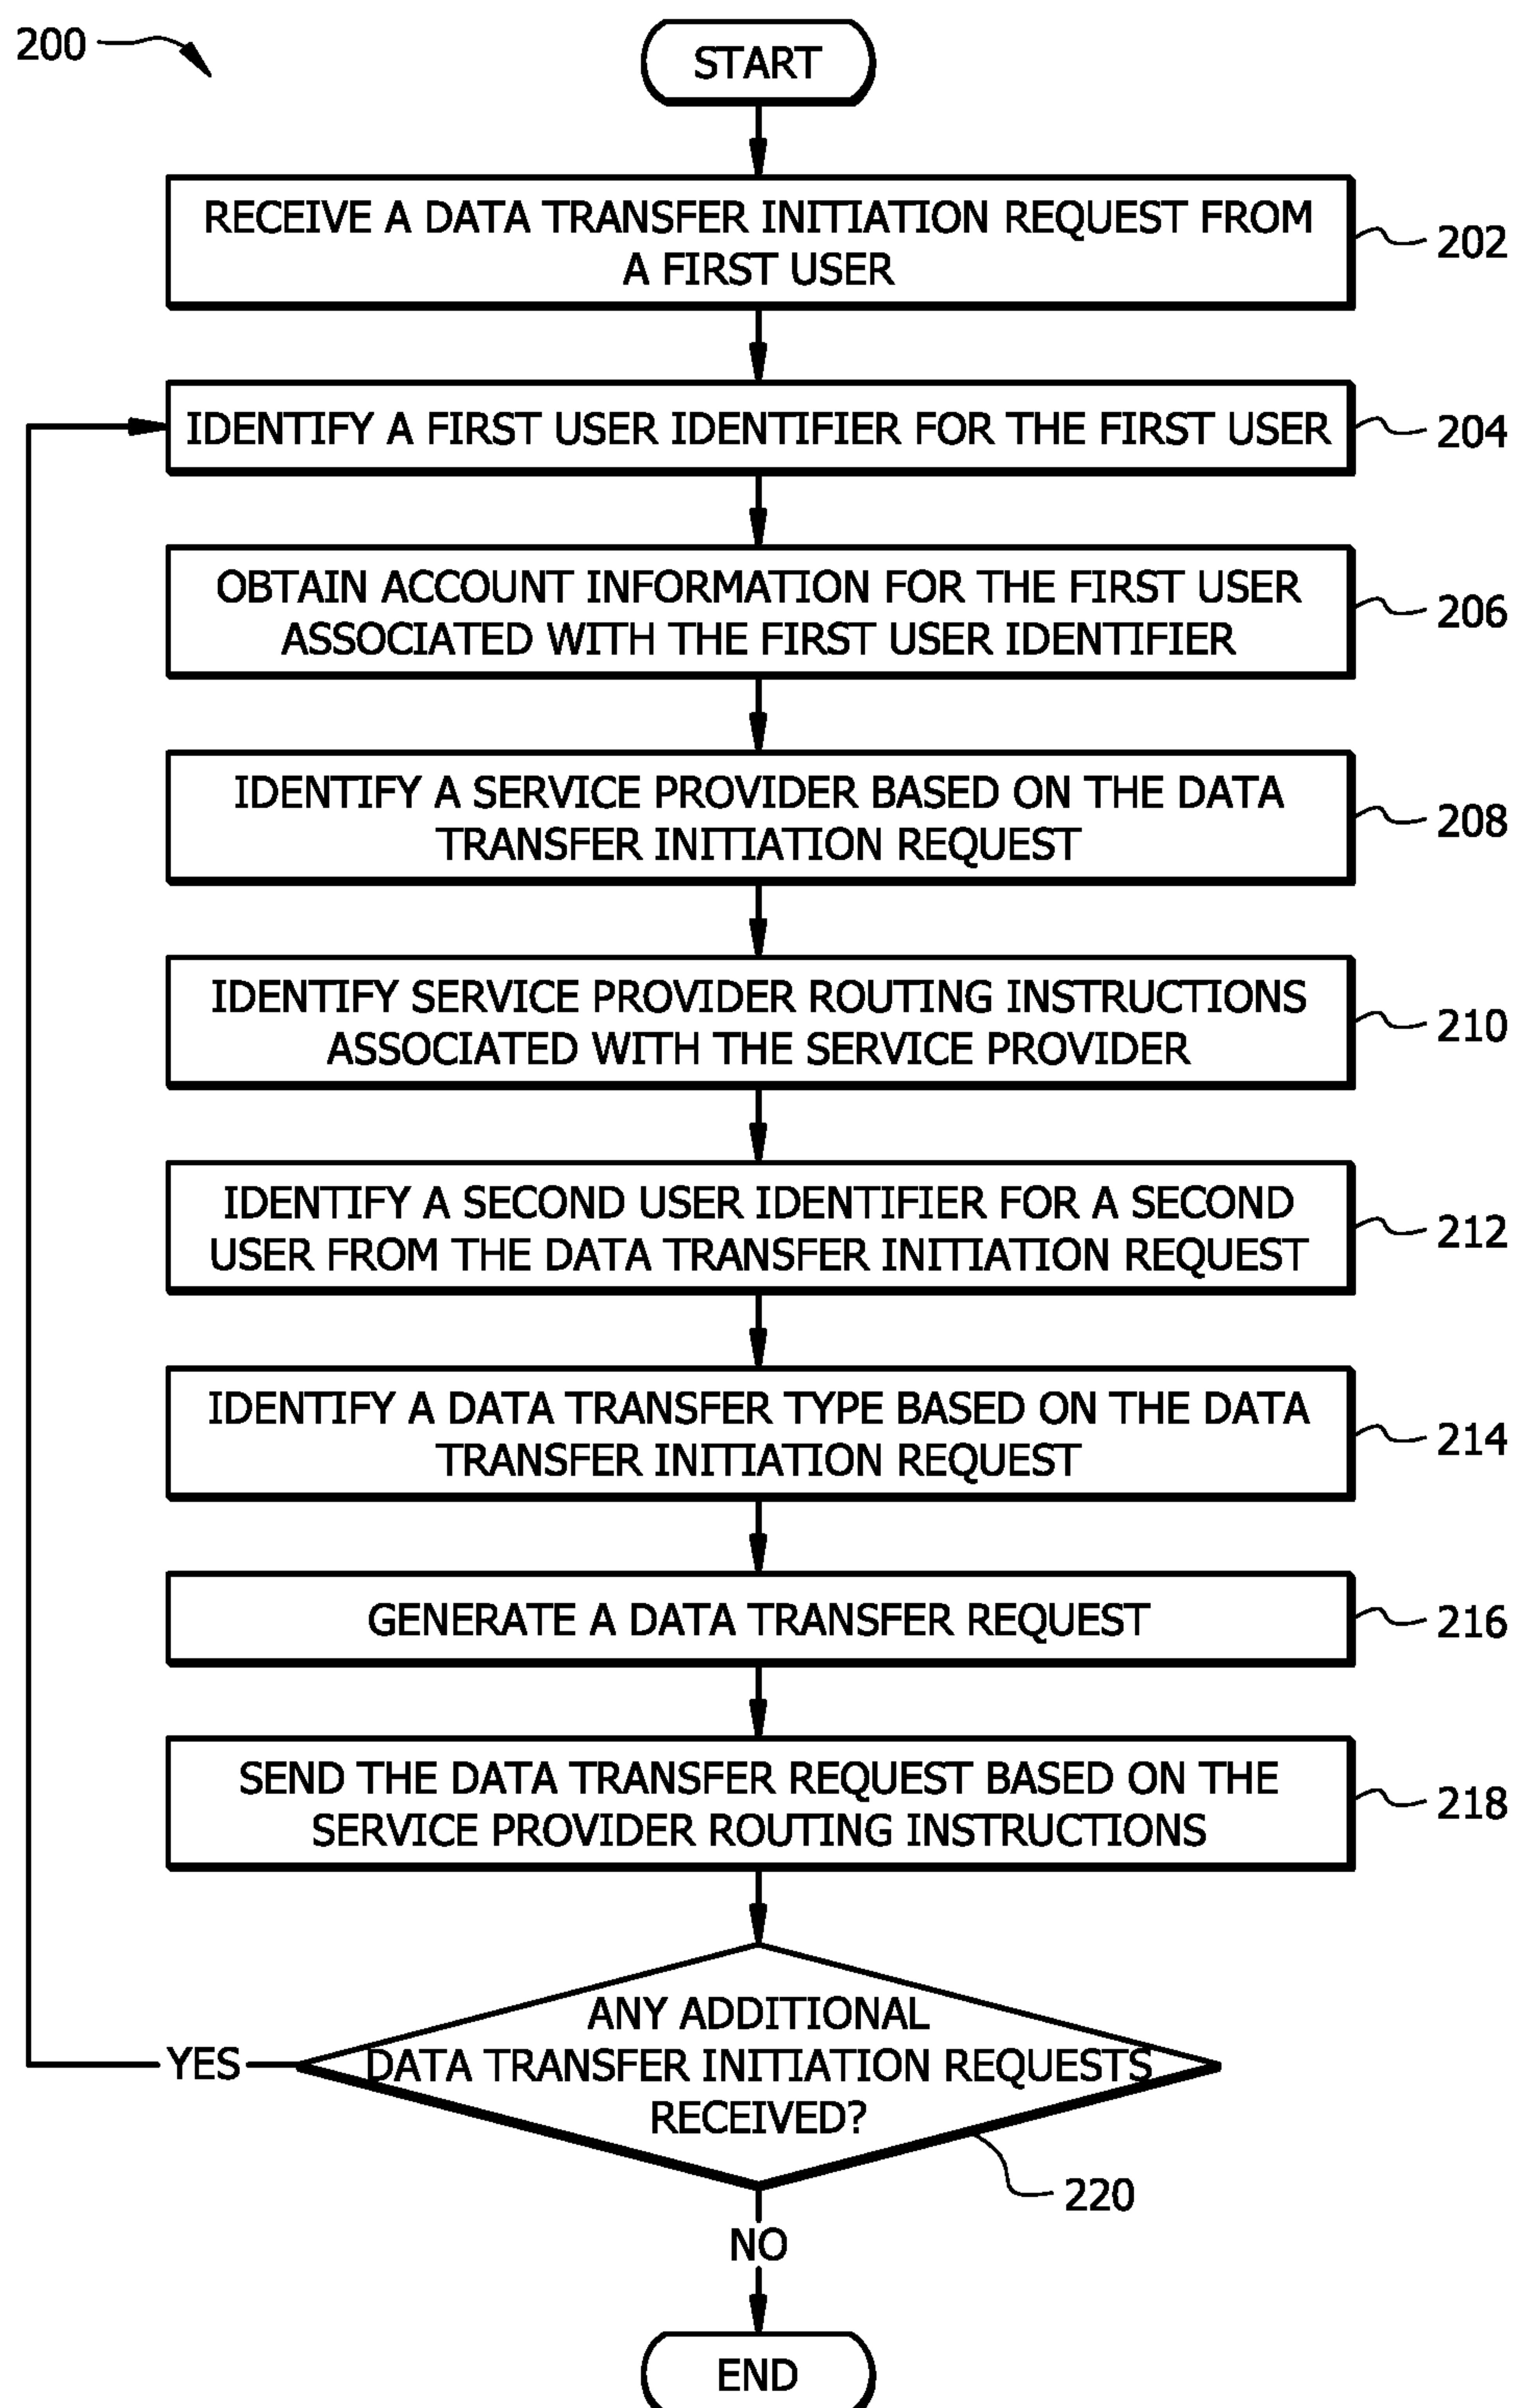 200
START
RECEIVE A DATA TRANSFER INITIATION REQUEST FROM
A FIRST USER
202
IDENTIFY A FIRST USER IDENTIFIER FOR THE FIRST USER
204
OBTAIN ACCOUNT INFORMATION FOR THE FIRST USER
ASSOCIATED WITH THE FIRST USER IDENTIFIER
206
IDENTIFY A SERVICE PROVIDER BASED ON THE DATA
TRANSFER INITIATION REQUEST
208
IDENTIFY SERVICE PROVIDER ROUTING INSTRUCTIONS
ASSOCIATED WITH THE SERVICE PROVIDER
210
IDENTIFY A SECOND USER IDENTIFIER FOR A SECOND
USER FROM THE DATA TRANSFER INITIATION REQUEST
212
IDENTIFY A DATA TRANSFER TYPE BASED ON THE DATA
TRANSFER INITIATION REQUEST
214
GENERATE A DATA TRANSFER REQUEST
216
SEND THE DATA TRANSFER REQUEST BASED ON THE
SERVICE PROVIDER ROUTING INSTRUCTIONS
218
ANY ADDITIONAL
DATA TRANSFER INITIATION REQUESTS
RECEIVED?
YES
220
NO
END